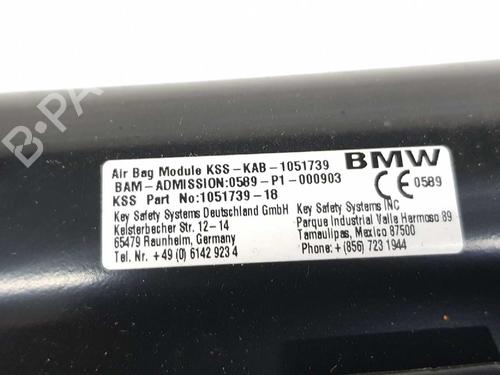 B-PARTS
Air Bag Module KSS-KAB-1051739 BMW
BAM-ADMISSION:0589-P1-000903
KSS Part No:1051739-18 CE 0589
Key Safety Systems Deutschland GmbH Key Safety Systems INC
Kelsterbecher Str. 12-14 Parque Industrial Valle Hermoso 89
65479 Raunheim, Germany Tamaulipas, Mexico 87500
Tel. Nr. +49 (0) 6142 923 4 Phone: +(856) 723 1944